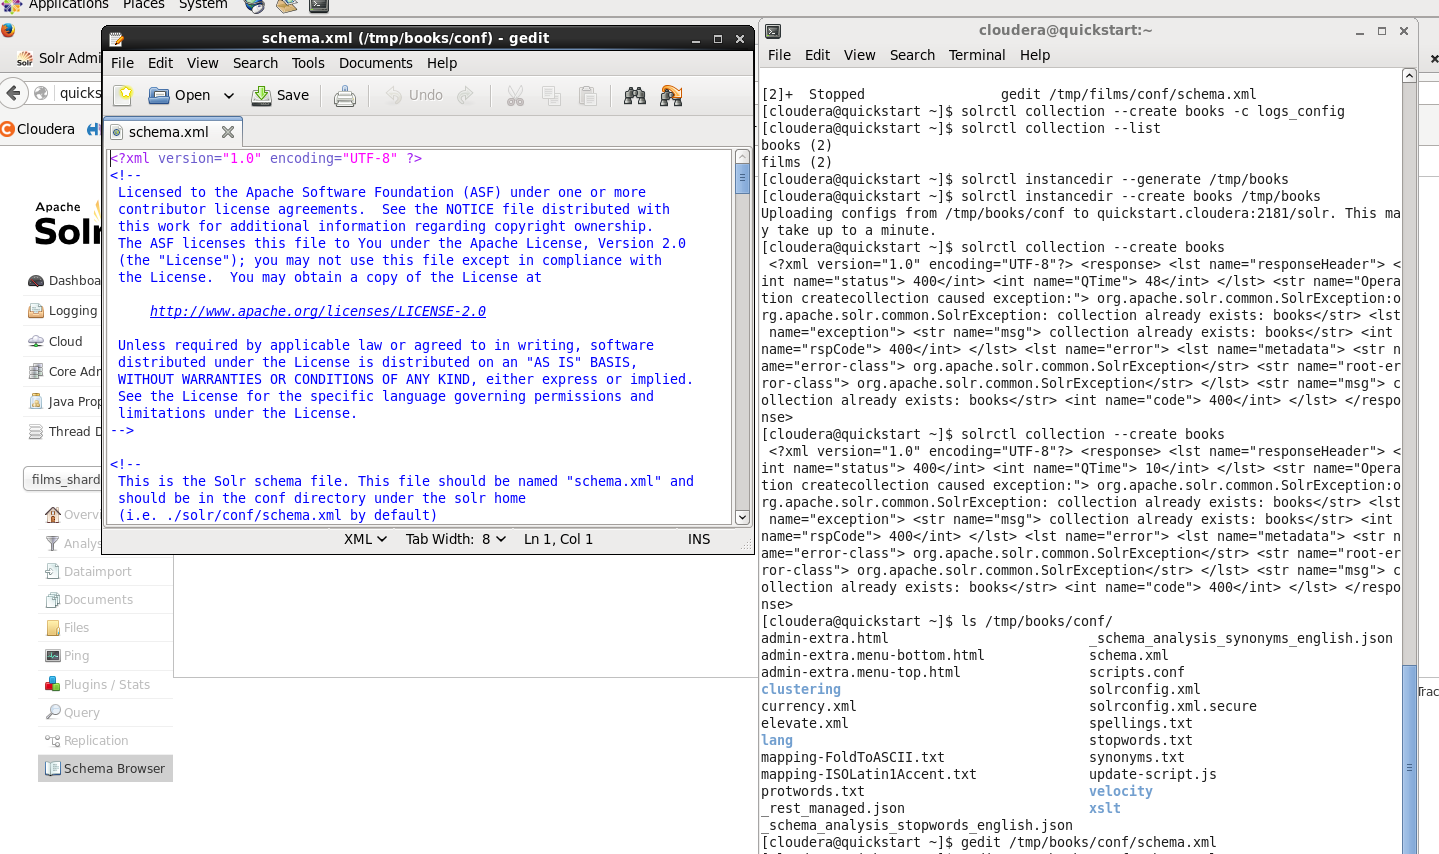 Applications Places System
Solr Admi
quicks
Cloudera
Apache
Solr
Dashboa
Logging
Cloud
Core Adm
Java Prop
Thread D
films_shard
Overvi
Analys
Dataimport
Documents
Files
Ping
Plugins / Stats
Query
Replication
Schema Browser
schema.xml (/tmp/books/conf) - gedit
File Edit View Search Tools Documents Help
Open Save Undo
schema.xml
<?xml version="1.0" encoding="UTF-8" ?>
<!--
Licensed to the Apache Software Foundation (ASF) under one or more
contributor license agreements.  See the NOTICE file distributed with
this work for additional information regarding copyright ownership.
The ASF licenses this file to You under the Apache License, Version 2.0
(the "License"); you may not use this file except in compliance with
the License.  You may obtain a copy of the License at
http://www.apache.org/licenses/LICENSE-2.0
Unless required by applicable law or agreed to in writing, software
distributed under the License is distributed on an "AS IS" BASIS,
WITHOUT WARRANTIES OR CONDITIONS OF ANY KIND, either express or implied.
See the License for the specific language governing permissions and
limitations under the License.
-->
<!--
This is the Solr schema file. This file should be named "schema.xml" and
should be in the conf directory under the solr home
(i.e. ./solr/conf/schema.xml by default)
XML Tab Width: 8 Ln 1, Col 1 INS
cloudera@quickstart:~
File Edit View Search Terminal Help
[2]+  Stopped                 gedit /tmp/films/conf/schema.xml
[cloudera@quickstart ~]$ solrctl collection --create books -c logs_config
[cloudera@quickstart ~]$ solrctl collection --list
books (2)
films (2)
[cloudera@quickstart ~]$ solrctl instancedir --generate /tmp/books
[cloudera@quickstart ~]$ solrctl instancedir --create books /tmp/books
Uploading configs from /tmp/books/conf to quickstart.cloudera:2181/solr. This ma
y take up to a minute.
[cloudera@quickstart ~]$ solrctl collection --create books
<?xml version="1.0" encoding="UTF-8"?> <response> <lst name="responseHeader"> <
int name="status"> 400</int> <int name="QTime"> 48</int> </lst> <str name="Opera
tion createcollection caused exception:"> org.apache.solr.common.SolrException:o
rg.apache.solr.common.SolrException: collection already exists: books</str> <lst
name="exception"> <str name="msg"> collection already exists: books</str> <int
name="rspCode"> 400</int> </lst> <lst name="error"> <lst name="metadata"> <str n
ame="error-class"> org.apache.solr.common.SolrException</str> <str name="root-er
ror-class"> org.apache.solr.common.SolrException</str> </lst> <str name="msg"> c
ollection already exists: books</str> <int name="code"> 400</int> </lst> </respo
nse>
[cloudera@quickstart ~]$ solrctl collection --create books
<?xml version="1.0" encoding="UTF-8"?> <response> <lst name="responseHeader"> <
int name="status"> 400</int> <int name="QTime"> 10</int> </lst> <str name="Opera
tion createcollection caused exception:"> org.apache.solr.common.SolrException:o
rg.apache.solr.common.SolrException: collection already exists: books</str> <lst
name="exception"> <str name="msg"> collection already exists: books</str> <int
name="rspCode"> 400</int> </lst> <lst name="error"> <lst name="metadata"> <str n
ame="error-class"> org.apache.solr.common.SolrException</str> <str name="root-er
ror-class"> org.apache.solr.common.SolrException</str> </lst> <str name="msg"> c
ollection already exists: books</str> <int name="code"> 400</int> </lst> </respo
nse>
[cloudera@quickstart ~]$ ls /tmp/books/conf/
admin-extra.html _schema_analysis_synonyms_english.json
admin-extra.menu-bottom.html schema.xml
admin-extra.menu-top.html scripts.conf
clustering solrconfig.xml
currency.xml solrconfig.xml.secure
elevate.xml spellings.txt
lang stopwords.txt
mapping-FoldToASCII.txt synonyms.txt
mapping-ISOLatin1Accent.txt update-script.js
protwords.txt velocity
_rest_managed.json xslt
_schema_analysis_stopwords_english.json
[cloudera@quickstart ~]$ gedit /tmp/books/conf/schema.xml
Trac